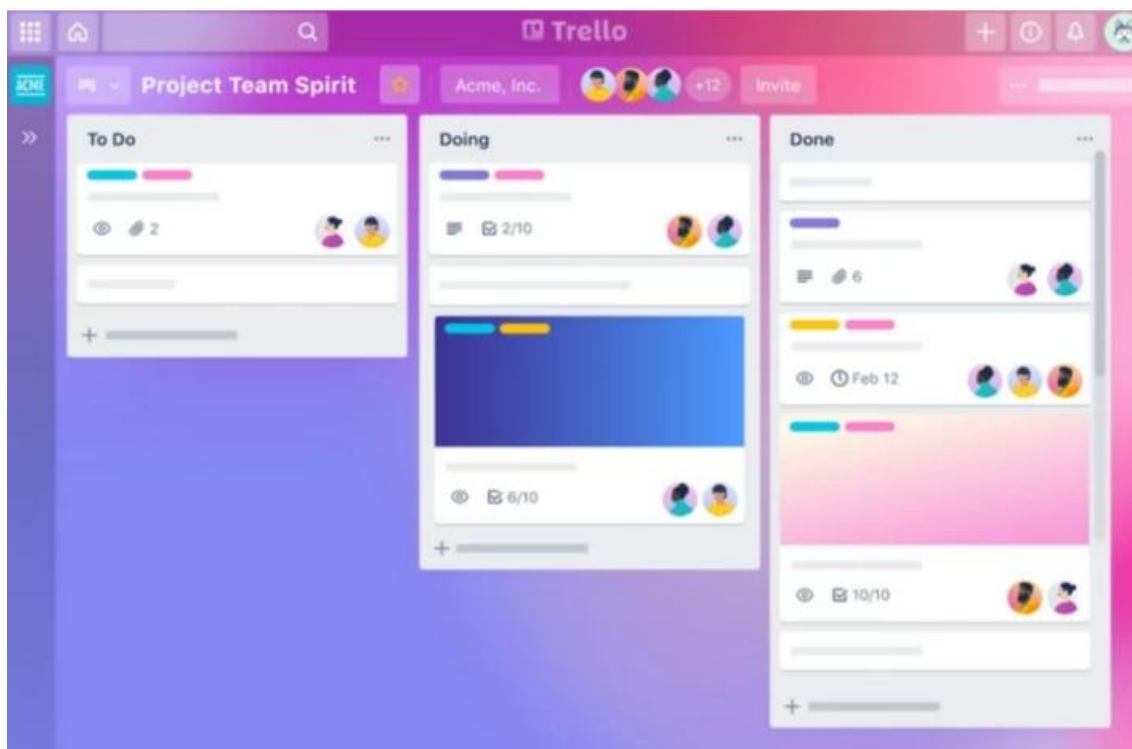 Trello
ACME
Project Team Spirit
Acme, Inc.
+12
Invite
To Do
2
Doing
2/10
6/10
Done
6
Feb 12
10/10